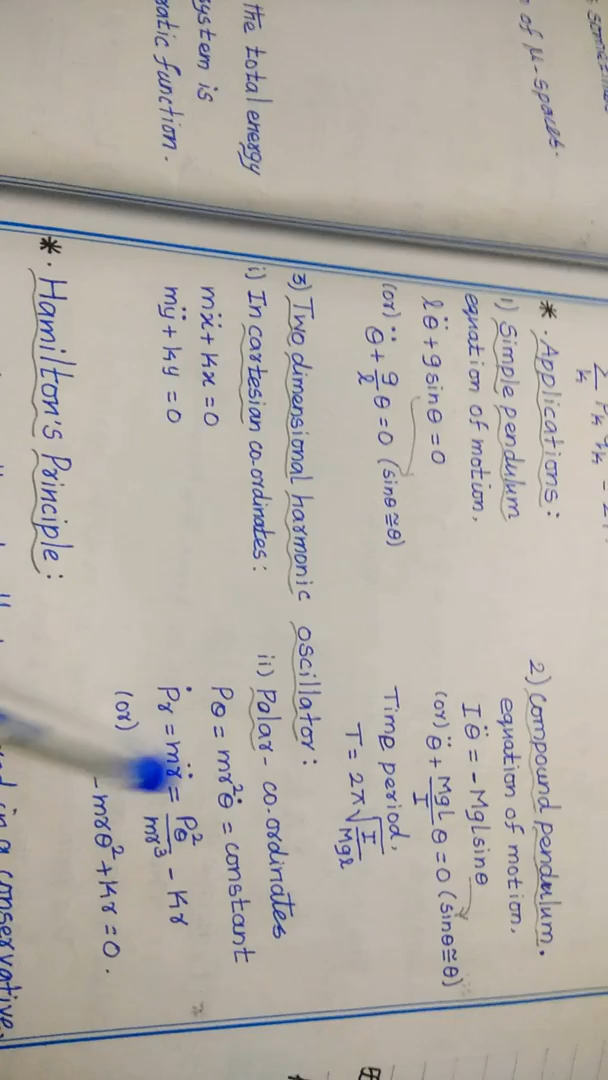 : sometime
of μ-spaces.
the total energy
system is
ratic function.
*. Applications:
1) Simple pendulum
equation of motion,
lθ̈ + g sinθ = 0
(or) θ̈ + g/l θ = 0 (sinθ ≅ θ)
2) Compound pendulum.
equation of motion,
Iθ̈ = - Mgl sinθ
(or) θ̈ + Mgl/I θ = 0 (sinθ ≅ θ)
Time period,
T = 2π √(I/Mgl)
3) Two dimensional harmonic oscillator:
i) In cartesian co-ordinates:
mẍ + kx = 0
mÿ + ky = 0
ii) Polar - co-ordinates
Pθ = mr²θ̇ = constant
Ṗr = mr̈ = Pθ²/mr³ - Kr
(or)
- mrθ̇² + Kr = 0.
*. Hamilton's Principle:
in a conservative